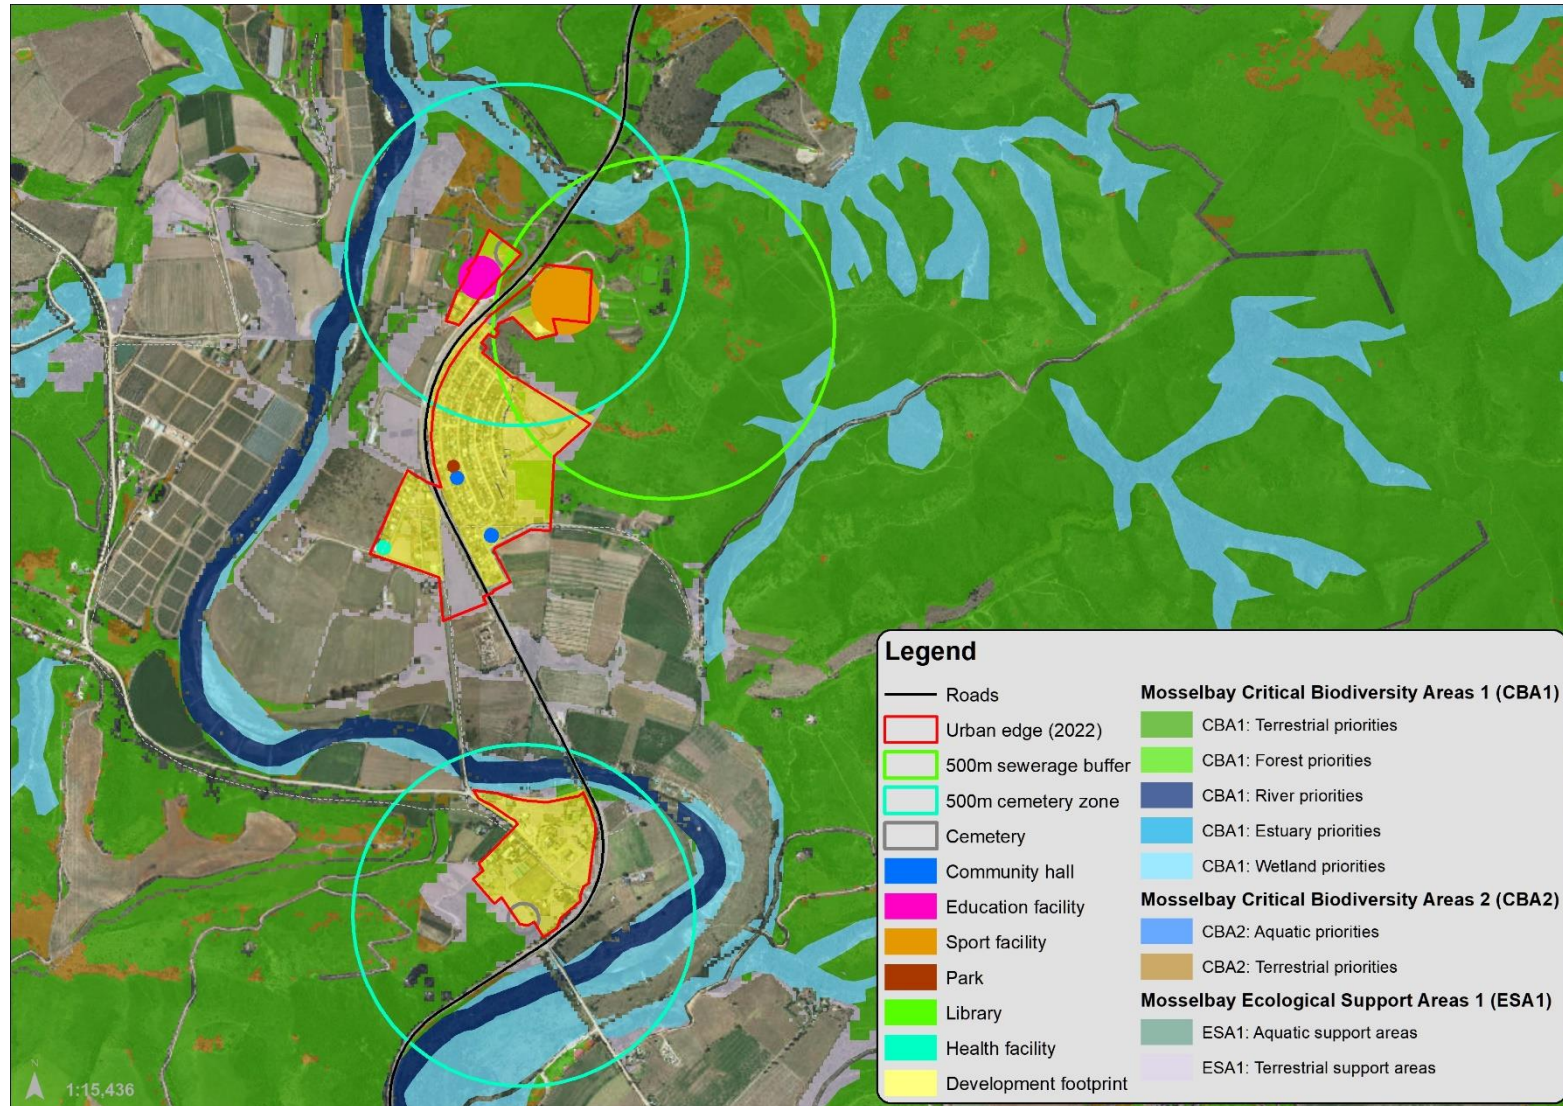 Legend
Roads
Urban edge (2022)
500m sewerage buffer
500m cemetery zone
Cemetery
Community hall
Education facility
Sport facility
Park
Library
Health facility
Development footprint
Mosselbay Critical Biodiversity Areas 1 (CBA1)
CBA1: Terrestrial priorities
CBA1: Forest priorities
CBA1: River priorities
CBA1: Estuary priorities
CBA1: Wetland priorities
Mosselbay Critical Biodiversity Areas 2 (CBA2)
CBA2: Aquatic priorities
CBA2: Terrestrial priorities
Mosselbay Ecological Support Areas 1 (ESA1)
ESA1: Aquatic support areas
ESA1: Terrestrial support areas
N
1:15,436